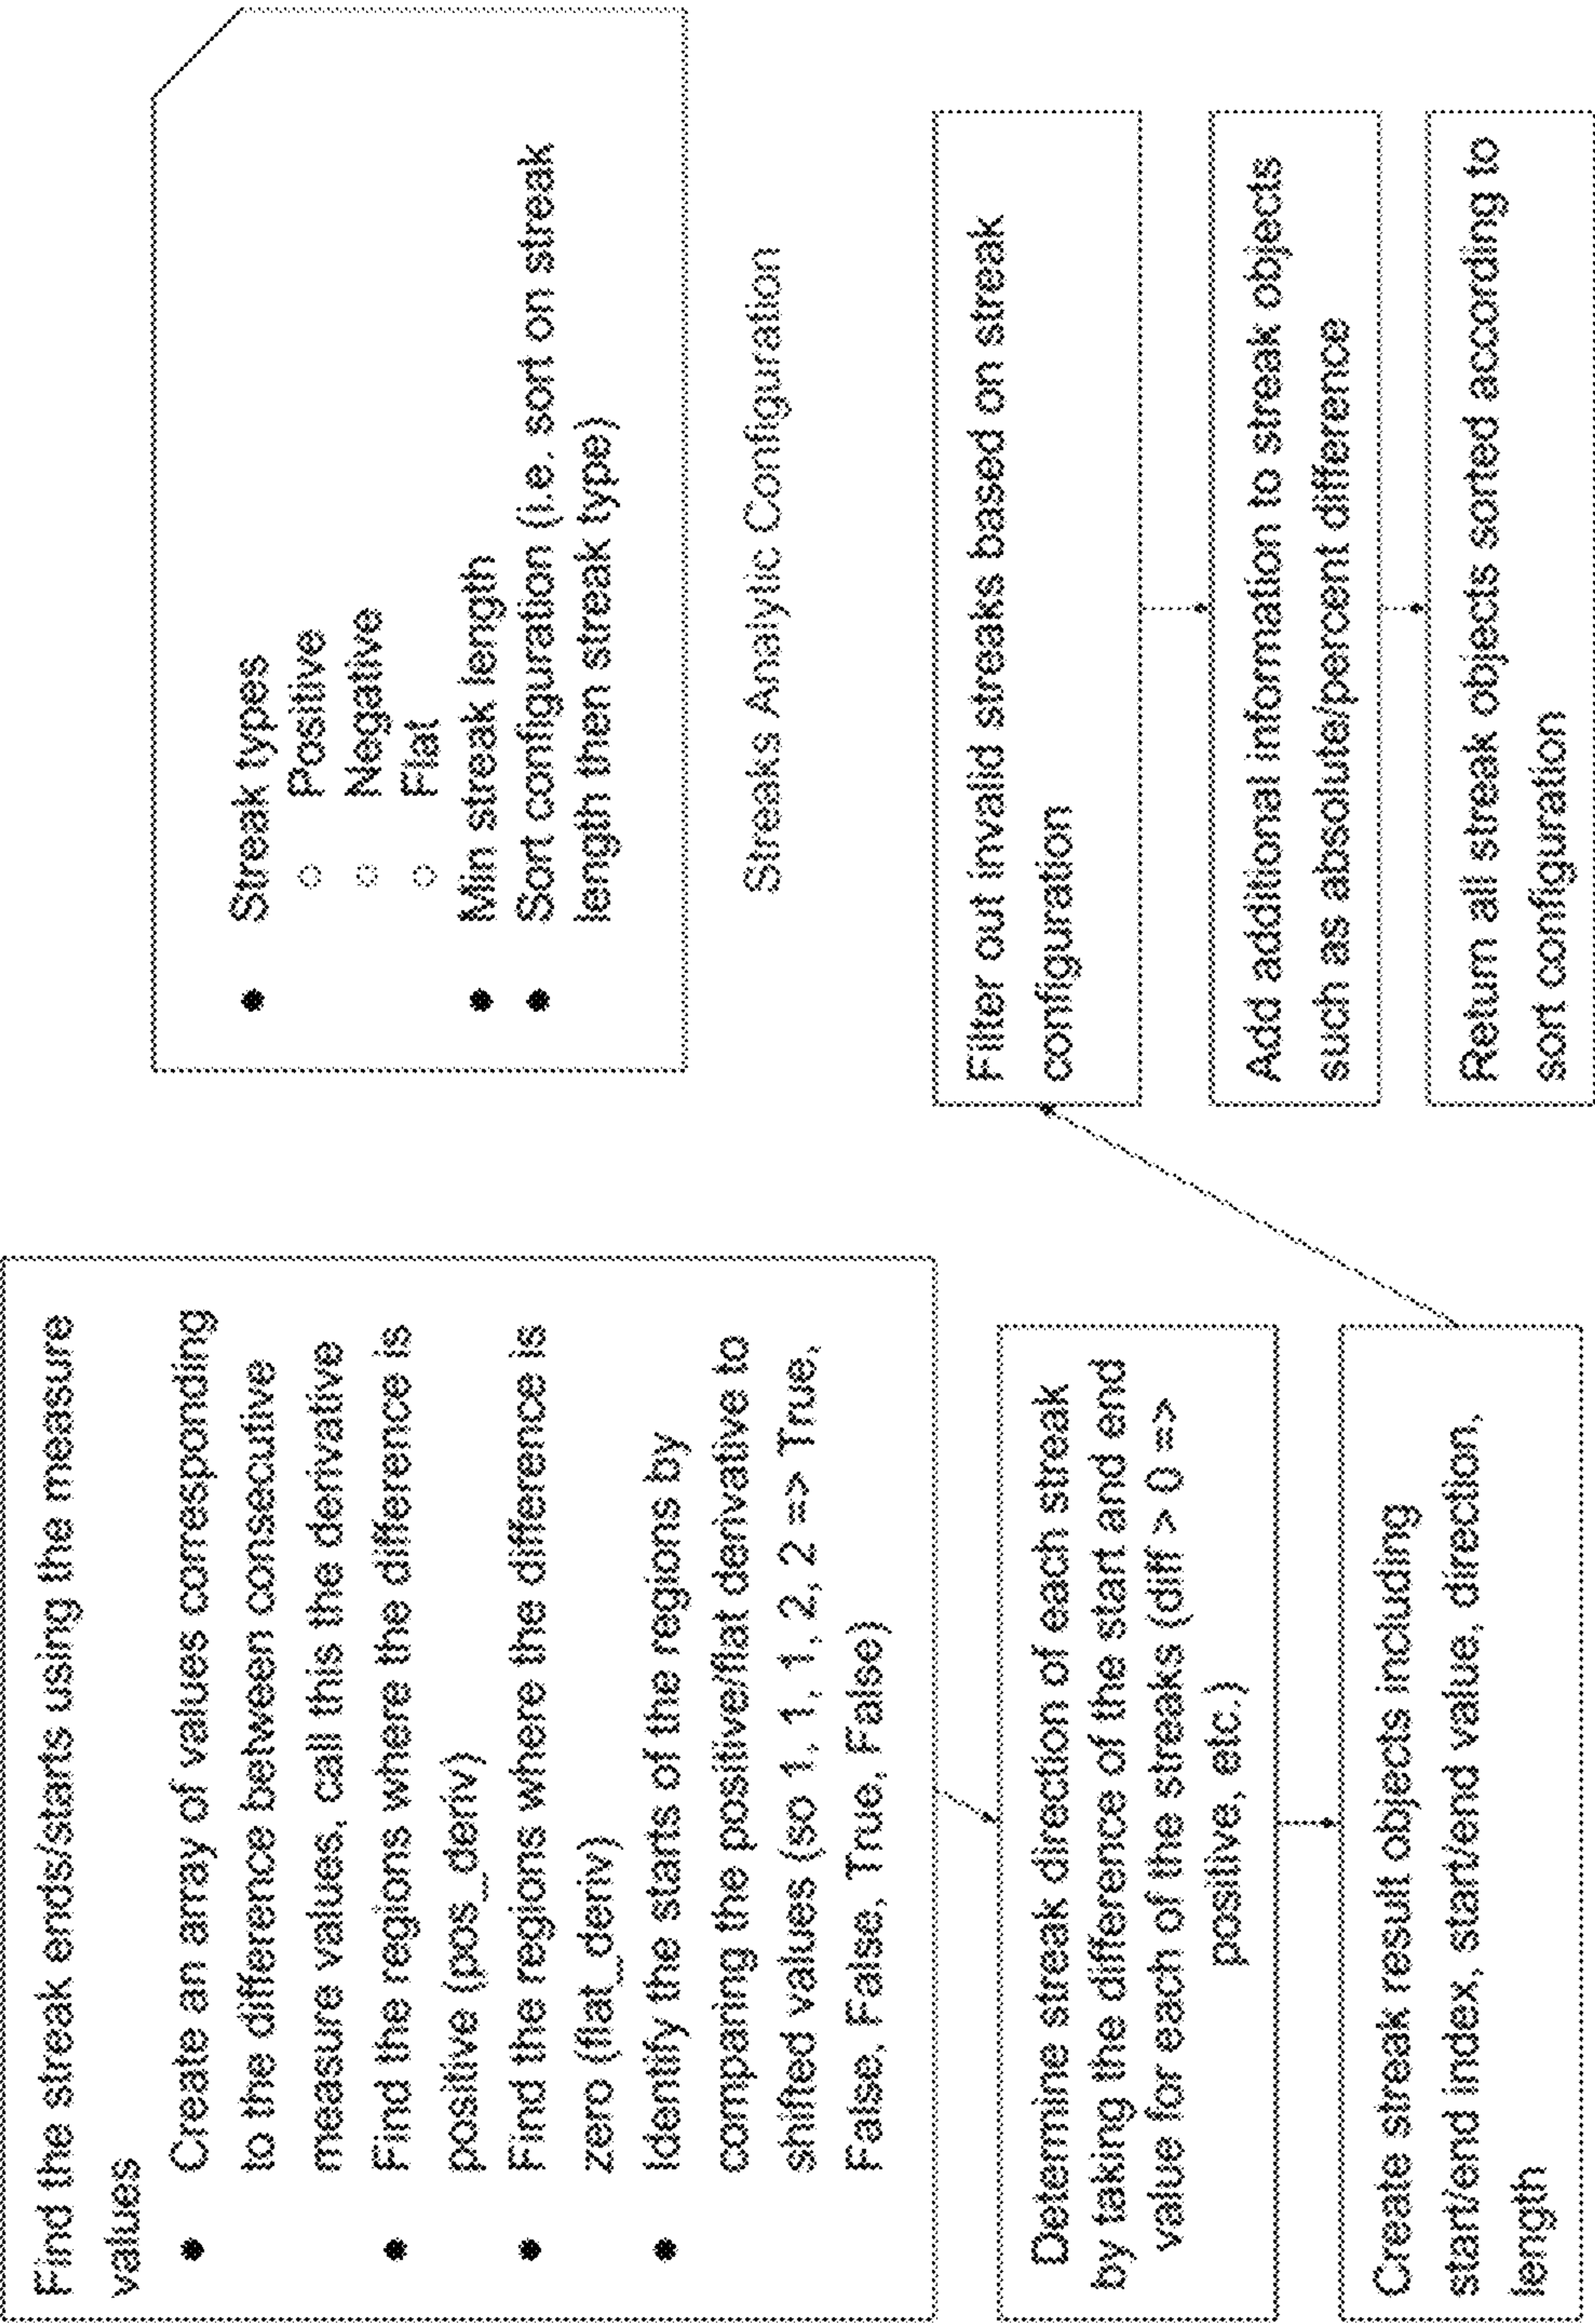 Find the streak ends/starts using the measure
values
● Create an array of values corresponding
to the difference between consecutive
measure values, call this the derivative
● Find the regions where the difference is
positive (pos_deriv)
● Find the regions where the difference is
zero (flat_deriv)
● Identify the starts of the regions by
comparing the positive/flat derivative to
shifted values (so 1, 1, 1, 2, 2 => True,
False, False, True, False)
Determine streak direction of each streak
by taking the difference of the start and end
value for each of the streaks (diff > 0 =>
positive, etc.)
Create streak result objects including
start/end index, start/end value, direction,
length
● Streak types
○ Positive
○ Negative
○ Flat
● Min streak length
● Sort configuration (i.e. sort on streak
length then streak type)
Streaks Analytic Configuration
Filter out invalid streaks based on streak
configuration
Add additional information to streak objects
such as absolute/percent difference
Return all streak objects sorted according to
sort configuration